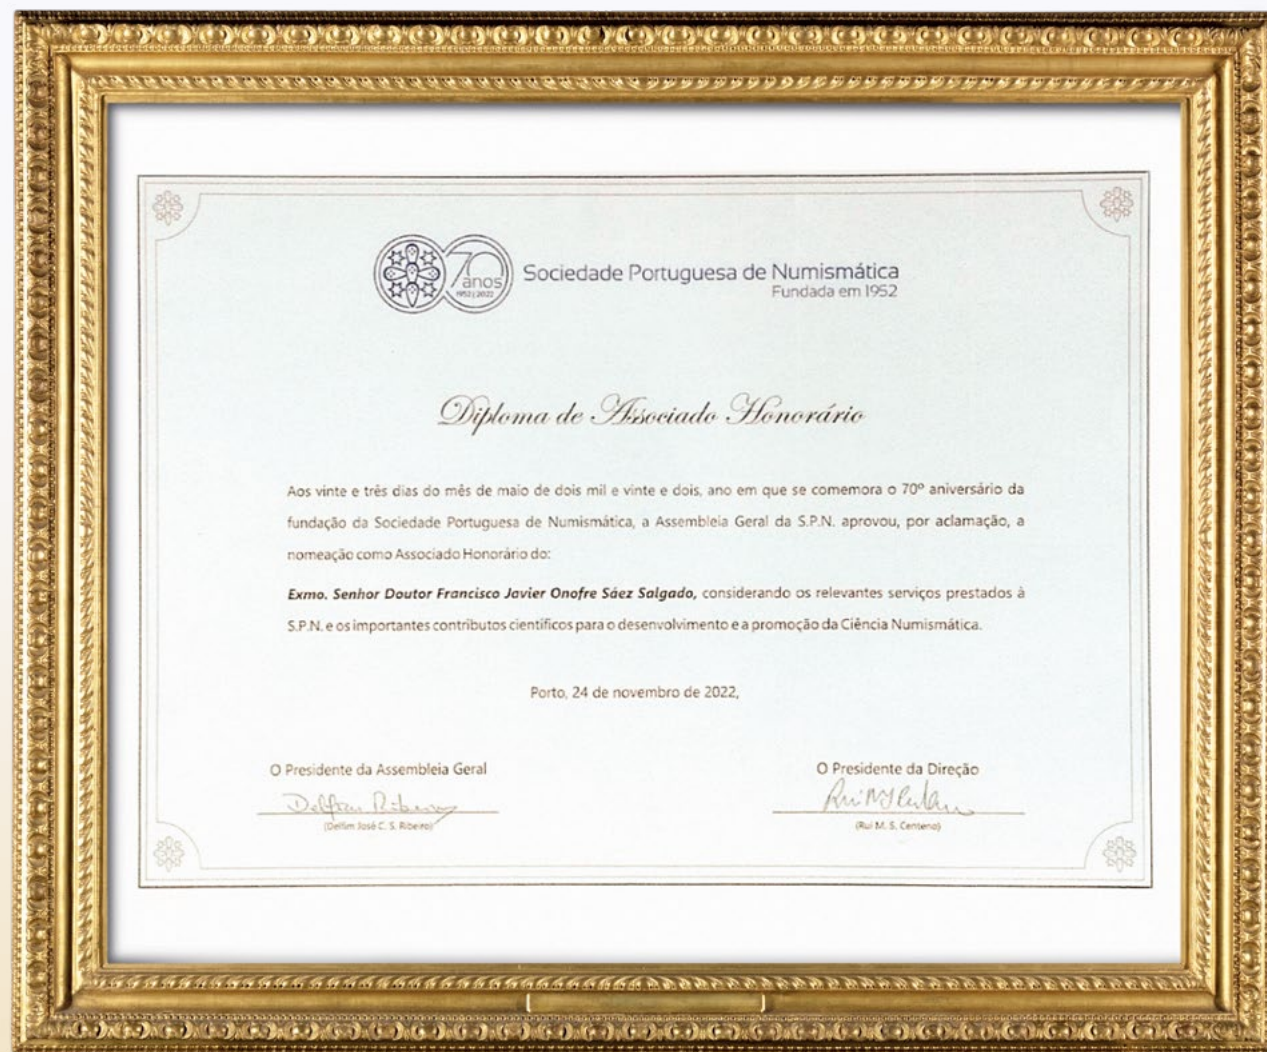 70
anos
1952 | 2022
Sociedade Portuguesa de Numismática
Fundada em 1952
Diploma de Associado Honorário
Aos vinte e três dias do mês de maio de dois mil e vinte e dois, ano em que se comemora o 70º aniversário da
fundação da Sociedade Portuguesa de Numismática, a Assembleia Geral da S.P.N. aprovou, por aclamação, a
nomeação como Associado Honorário do:
Exmo. Senhor Doutor Francisco Javier Onofre Sáez Salgado, considerando os relevantes serviços prestados à
S.P.N. e os importantes contributos científicos para o desenvolvimento e a promoção da Ciência Numismática.
Porto, 24 de novembro de 2022,
O Presidente da Assembleia Geral
Delfim Ribeiro
(Delfim José C. S. Ribeiro)
O Presidente da Direção
(Rui M. S. Centeno)